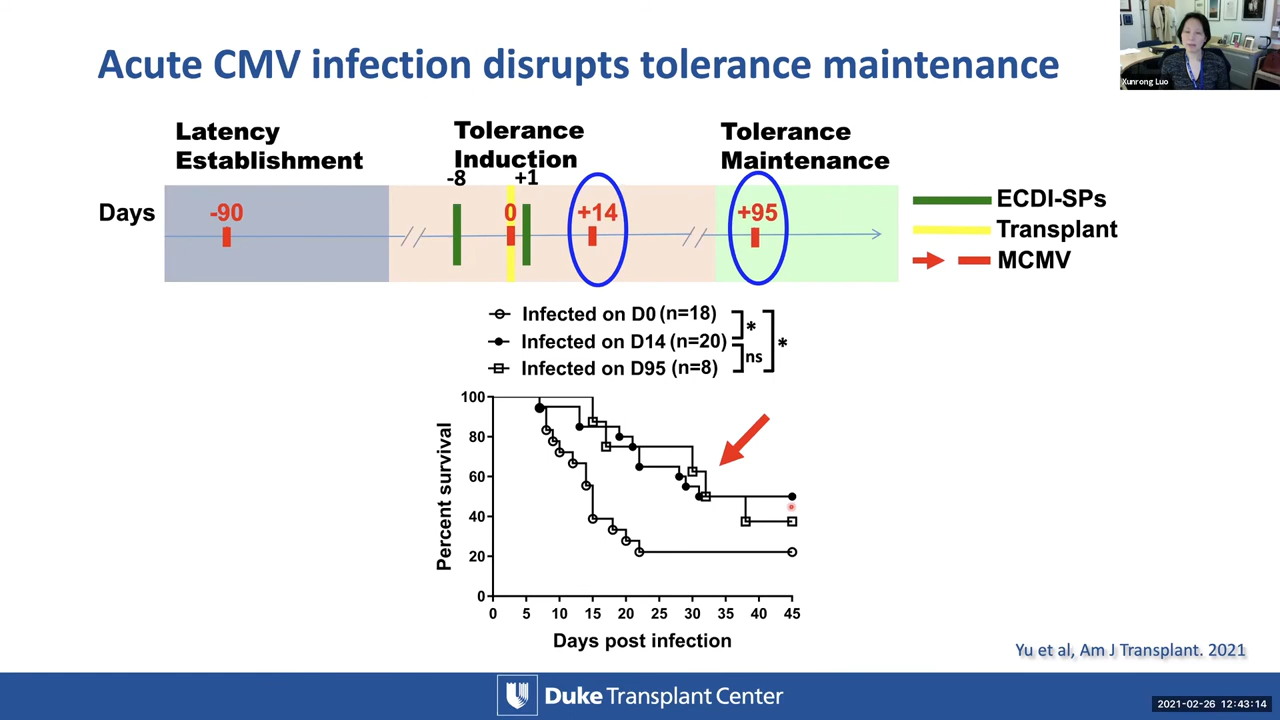 Acute CMV infection disrupts tolerance maintenance
Xunrong Luo
Latency
Establishment
Tolerance
Induction
Tolerance
Maintenance
-8
+1
Days
-90
0
+14
+95
ECDI-SPs
Transplant
MCMV
Infected on D0 (n=18)
Infected on D14 (n=20)
Infected on D95 (n=8)
*
ns
*
Percent survival
100
80
60
40
20
0
0 5 10 15 20 25 30 35 40 45
Days post infection
Yu et al, Am J Transplant. 2021
Duke Transplant Center
2021-02-26 12:43:14